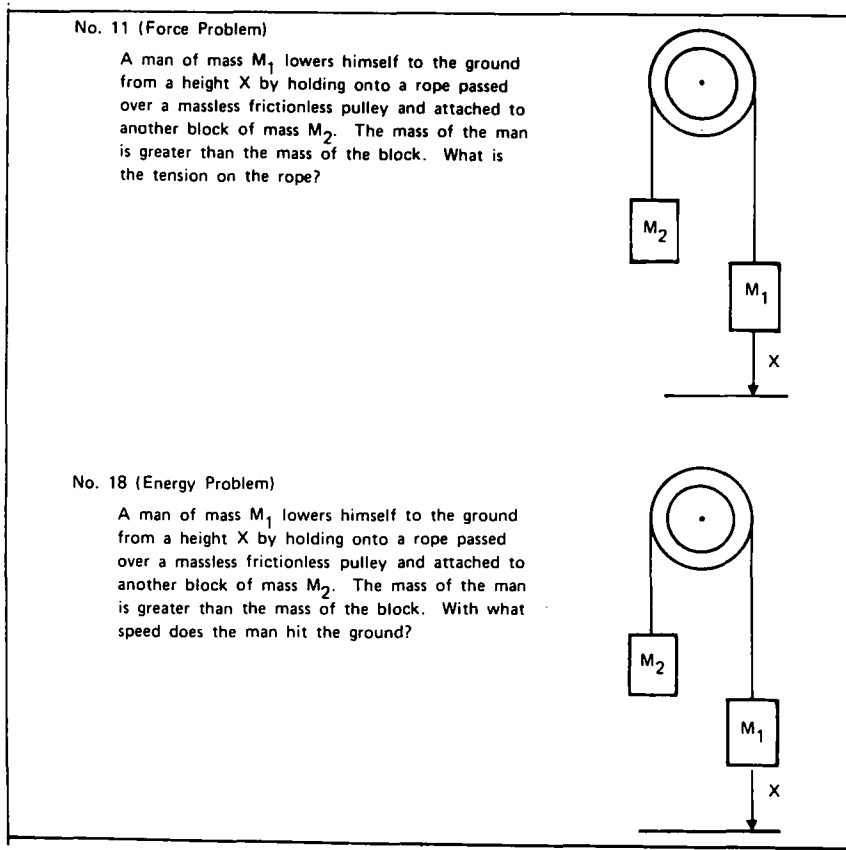 No. 11 (Force Problem)
A man of mass M₁ lowers himself to the ground
from a height X by holding onto a rope passed
over a massless frictionless pulley and attached to
another block of mass M₂. The mass of the man
is greater than the mass of the block. What is
the tension on the rope?
M₂
M₁
X
No. 18 (Energy Problem)
A man of mass M₁ lowers himself to the ground
from a height X by holding onto a rope passed
over a massless frictionless pulley and attached to
another block of mass M₂. The mass of the man
is greater than the mass of the block. With what
speed does the man hit the ground?
M₂
M₁
X